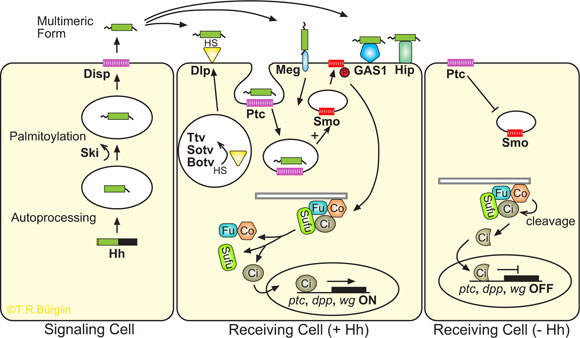 Multimeric
Form
Disp
Palmitoylation
Ski
Autoprocessing
Hh
©T.R.Bürglin
Signaling Cell
HS
Dlp
Ttv
Sotv
Botv
HS
Ptc
Meg
Smo
+
P
GAS1
Hip
Fu
Co
Sufu
Ci
Fu
Co
Sufu
Ci
Ci
ptc, dpp, wg ON
Receiving Cell (+ Hh)
Ptc
Smo
Fu
Co
Sufu
Ci
cleavage
Ci
Ci
ptc, dpp, wg OFF
Receiving Cell (- Hh)